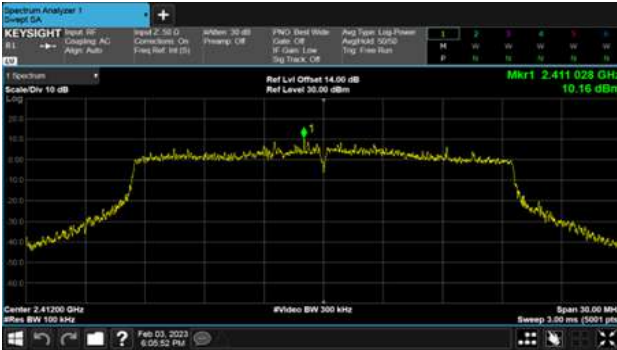 Spectrum Analyzer 1
Swept SA
KEYSIGHT Input: RF Input Z: 50 Ω #Atten: 30 dB PNO: Best Wide Avg Type: Log-Power 1 2 3 4 5 6
R L Coupling: AC Corrections: On Preamp: Off Gate: Off Avg|Hold: 50/50 M W W W W W
Align: Auto Freq Ref: Int (S) IF Gain: Low Trig: Free Run P N N N N N
Sig Track: Off
1 Spectrum Ref Lvl Offset 14.00 dB Mkr1 2.411 028 GHz
Scale/Div 10 dB Ref Level 30.00 dBm 10.16 dBm
Log
20.0
10.0
0.00
-10.0
-20.0
-30.0
-40.0
-50.0
-60.0
1
Center 2.41200 GHz #Video BW 300 kHz Span 30.00 MHz
#Res BW 100 kHz Sweep 3.00 ms (5001 pts)
? Feb 03, 2023
6:05:52 PM